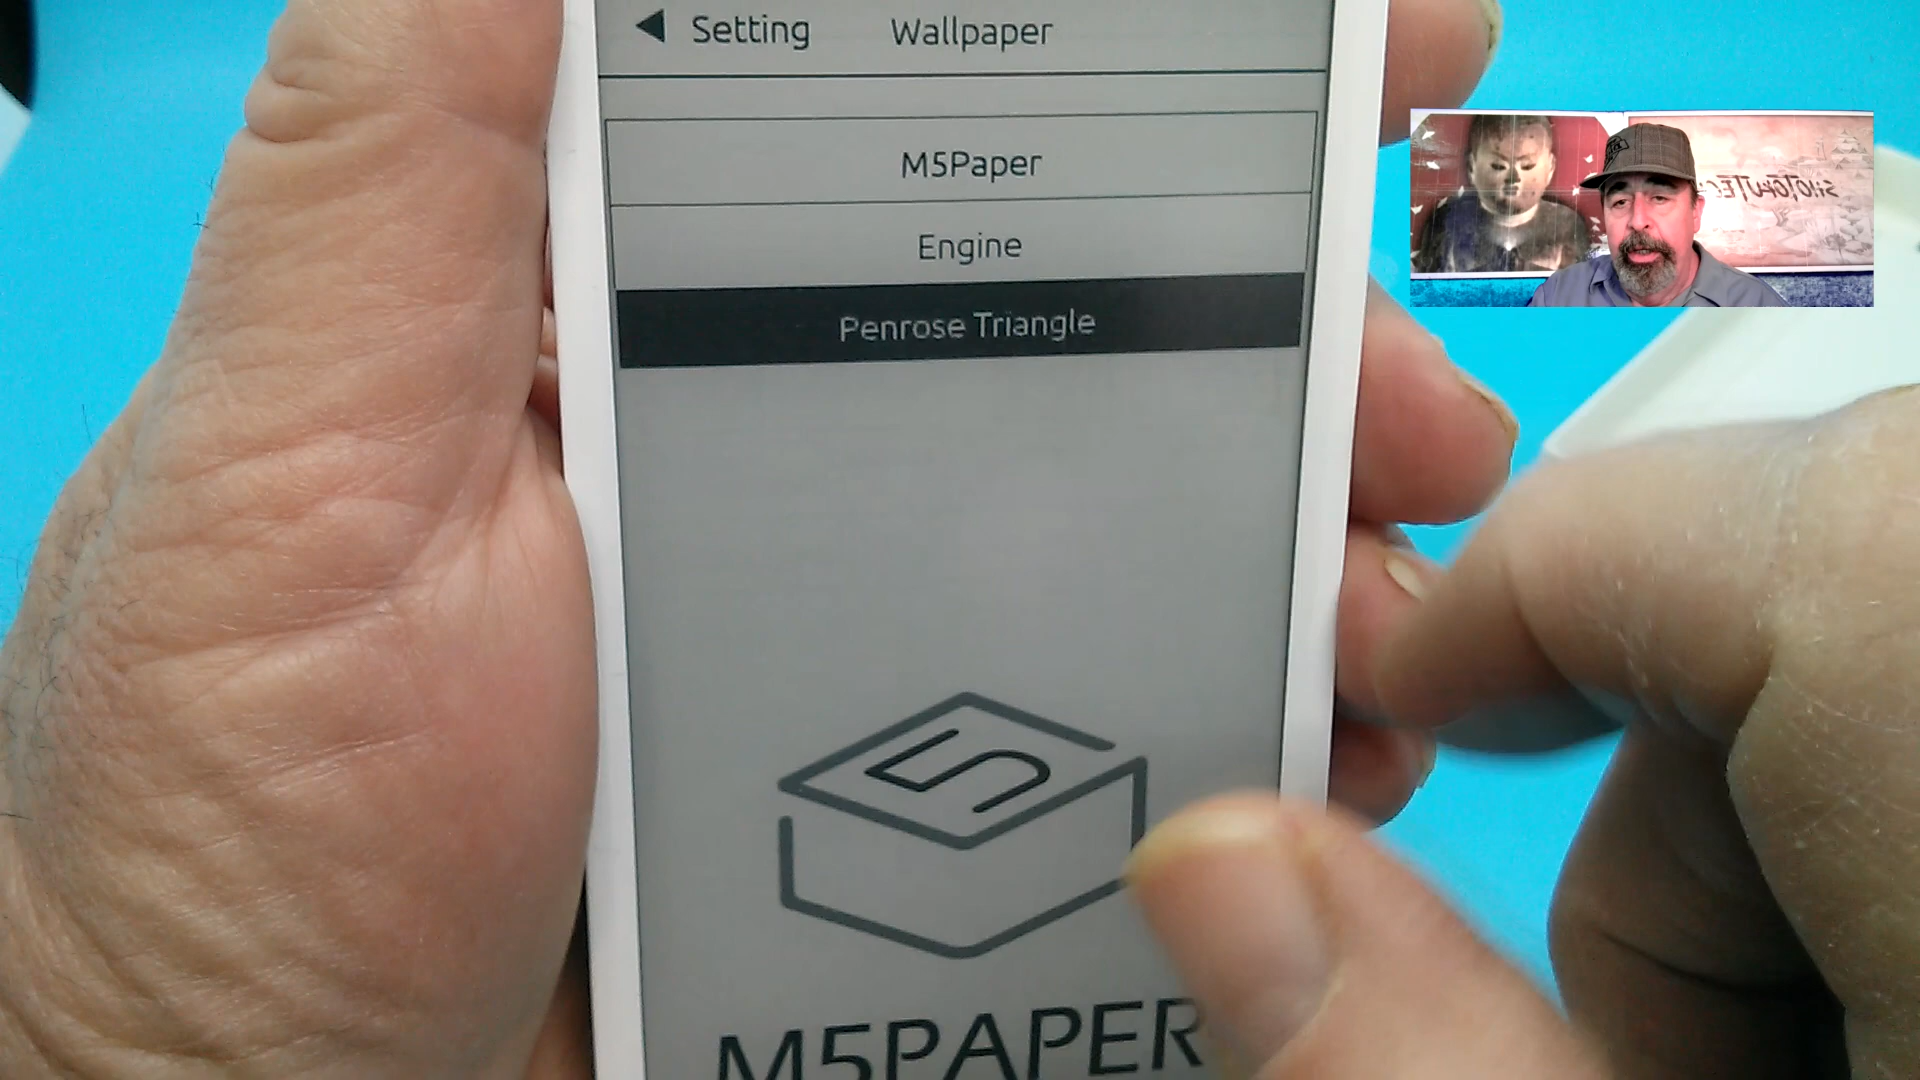 Setting
Wallpaper
M5Paper
Engine
Penrose Triangle
5
M5PAPER